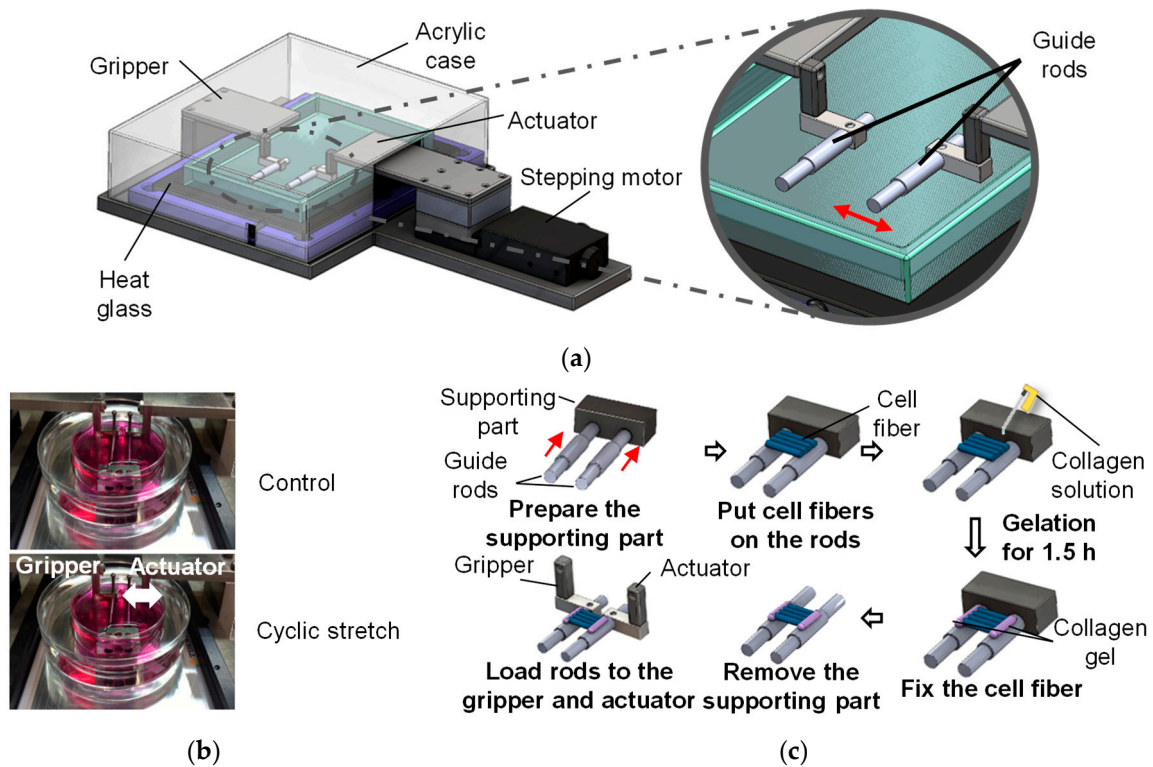 Acrylic
case
Gripper
Actuator
Stepping motor
Heat
glass
Guide
rods
(a)
Control
Gripper
Actuator
Cyclic stretch
(b)
Supporting
part
Guide
rods
Prepare the
supporting part
Cell
fiber
Put cell fibers
on the rods
Collagen
solution
Gelation
for 1.5 h
Collagen
gel
Fix the cell fiber
Remove the
supporting part
Gripper
Actuator
Load rods to the
gripper and actuator
(c)